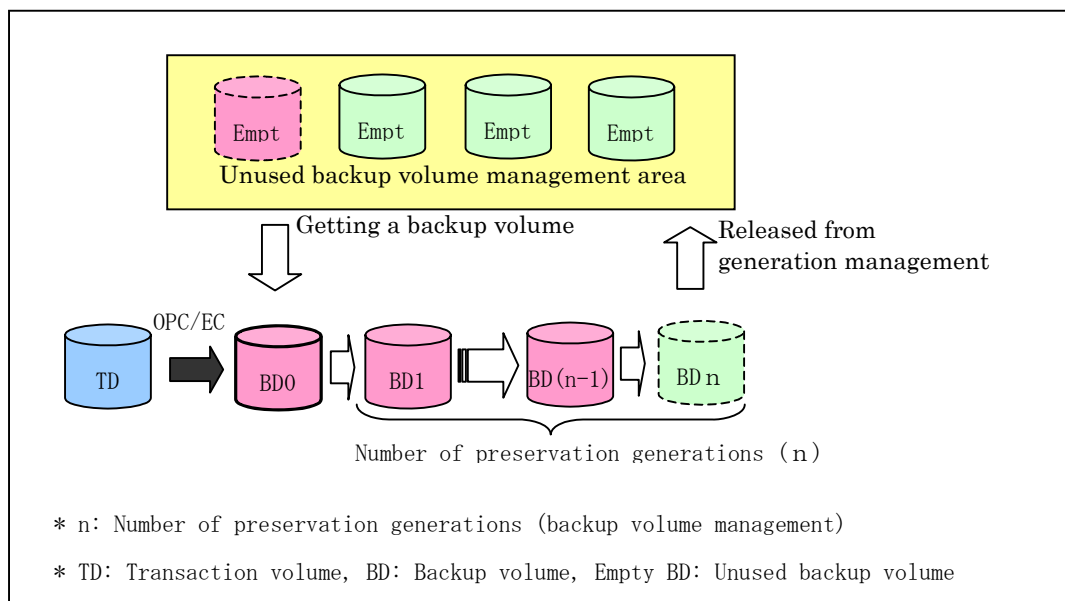 Empt Empt Empt Empt
Unused backup volume management area
Getting a backup volume
Released from
generation management
OPC/EC
TD BD0 BD1 BD(n-1) BDn
Number of preservation generations (n)
* n: Number of preservation generations (backup volume management)
* TD: Transaction volume, BD: Backup volume, Empty BD: Unused backup volume